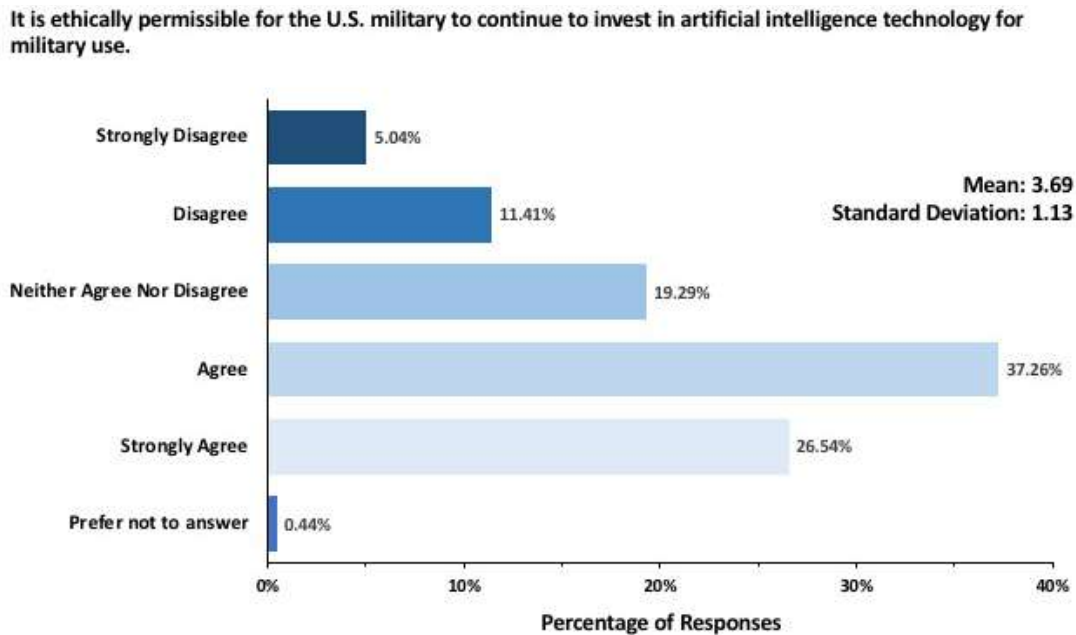 It is ethically permissible for the U.S. military to continue to invest in artificial intelligence technology for
military use.
Strongly Disagree
5.04%
Mean: 3.69
Disagree
11.41%
Standard Deviation: 1.13
Neither Agree Nor Disagree
19.29%
Agree
37.26%
Strongly Agree
26.54%
Prefer not to answer
0.44%
0%
10%
20%
30%
40%
Percentage of Responses